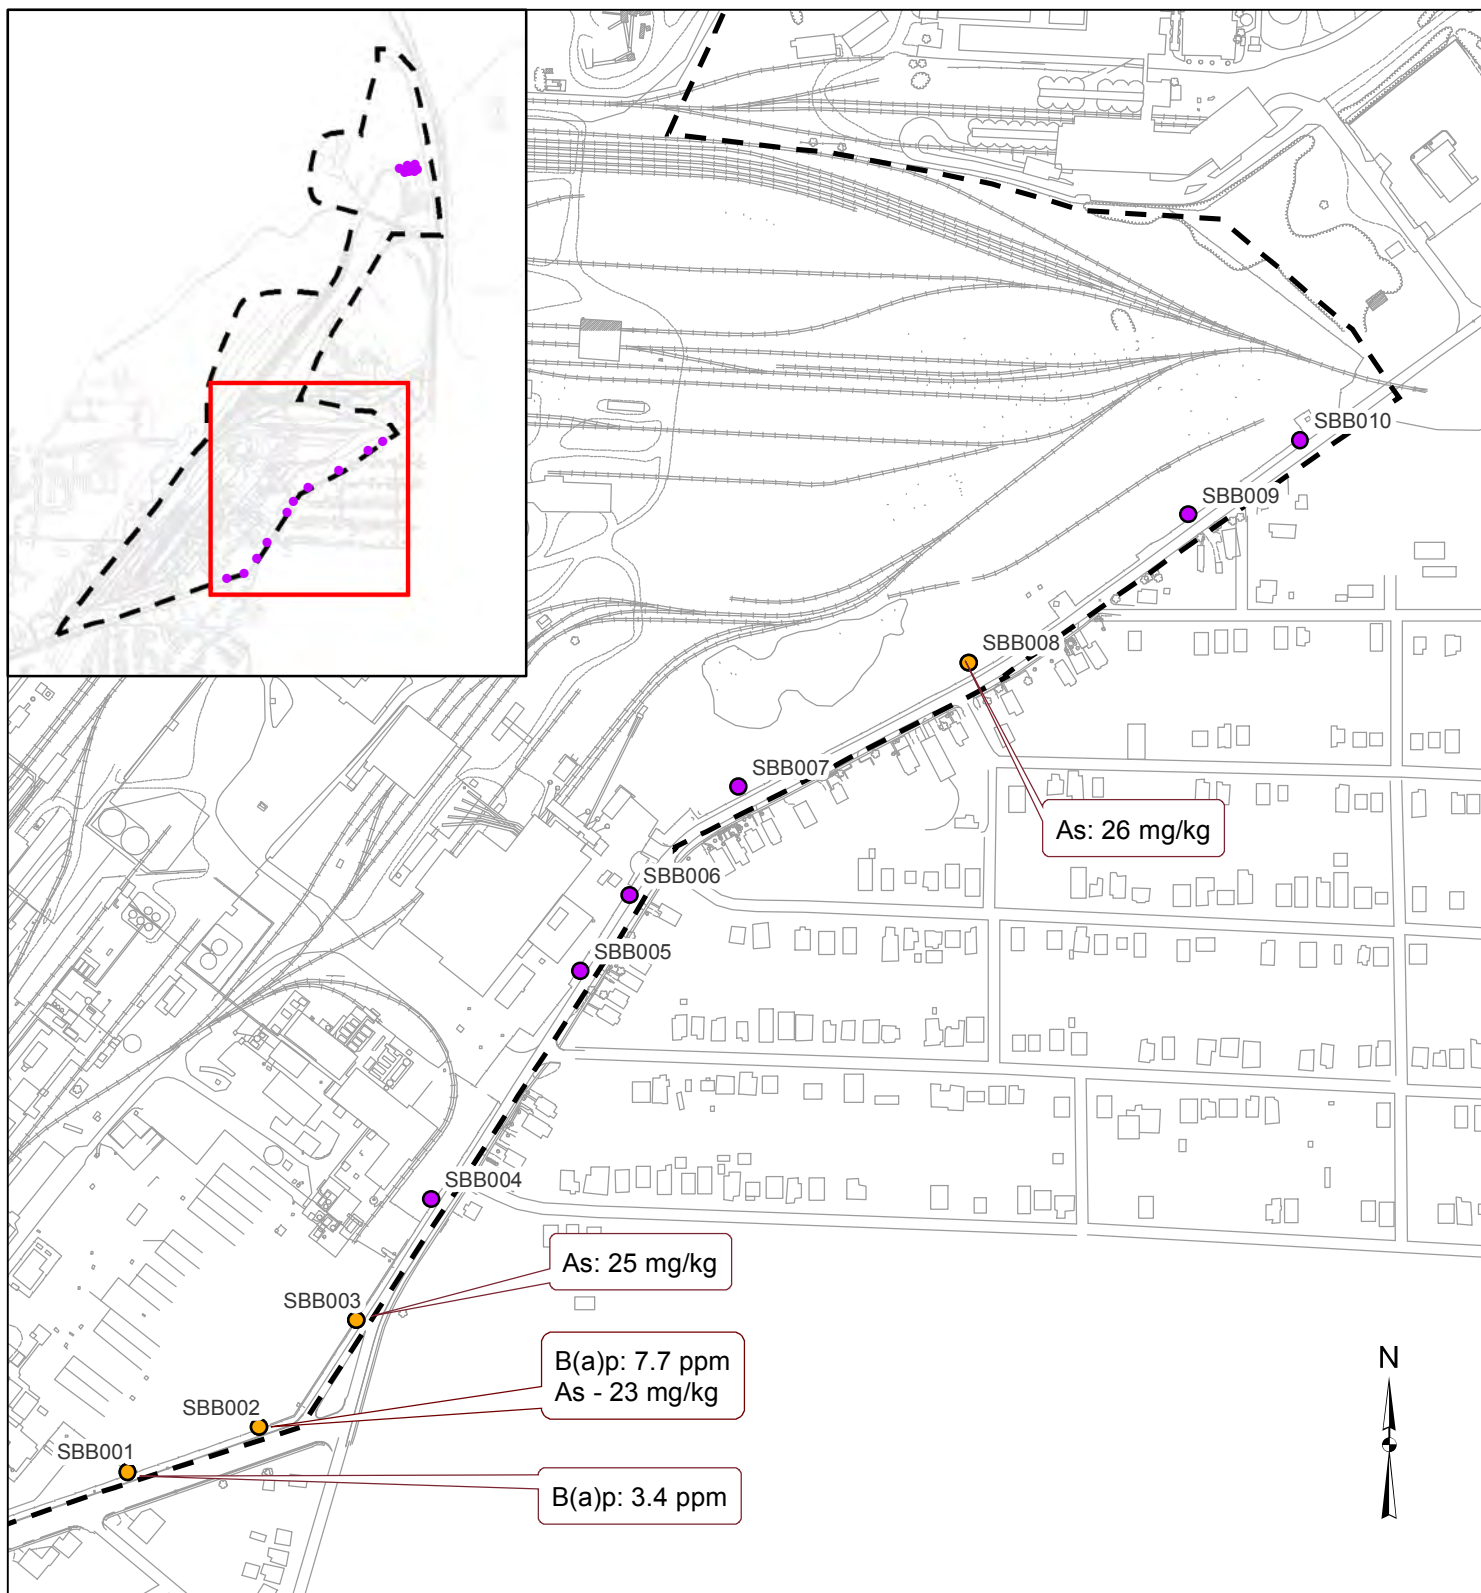 SBB010
SBB009
SBB008
SBB007
As: 26 mg/kg
SBB006
SBB005
SBB004
As: 25 mg/kg
SBB003
B(a)p: 7.7 ppm
As - 23 mg/kg
N
SBB002
SBB001
B(a)p: 3.4 ppm